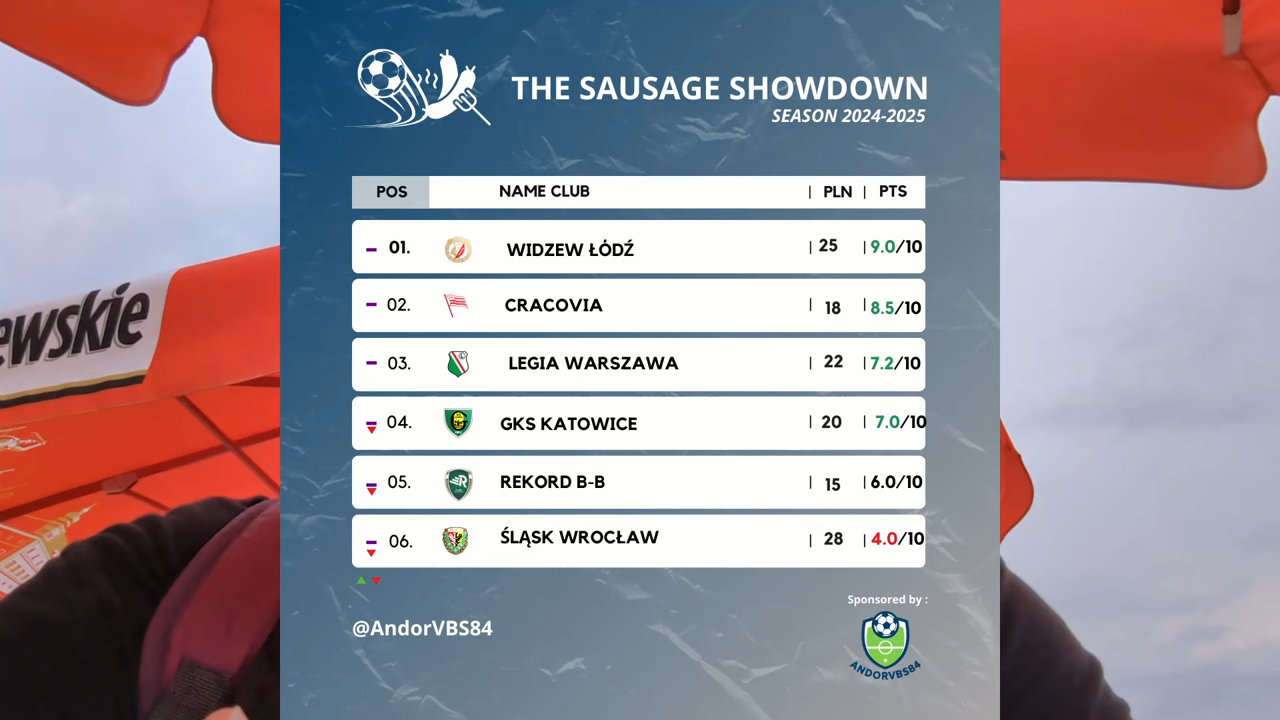 THE SAUSAGE SHOWDOWN
SEASON 2024-2025
POS NAME CLUB | PLN | PTS
01. WIDZEW ŁÓDŹ | 25 | 9.0/10
02. CRACOVIA | 18 | 8.5/10
03. LEGIA WARSZAWA | 22 | 7.2/10
04. GKS KATOWICE | 20 | 7.0/10
05. REKORD B-B | 15 | 6.0/10
06. ŚLĄSK WROCŁAW | 28 | 4.0/10
ewskie
Sponsored by :
@AndorVBS84
ANDORVBS84